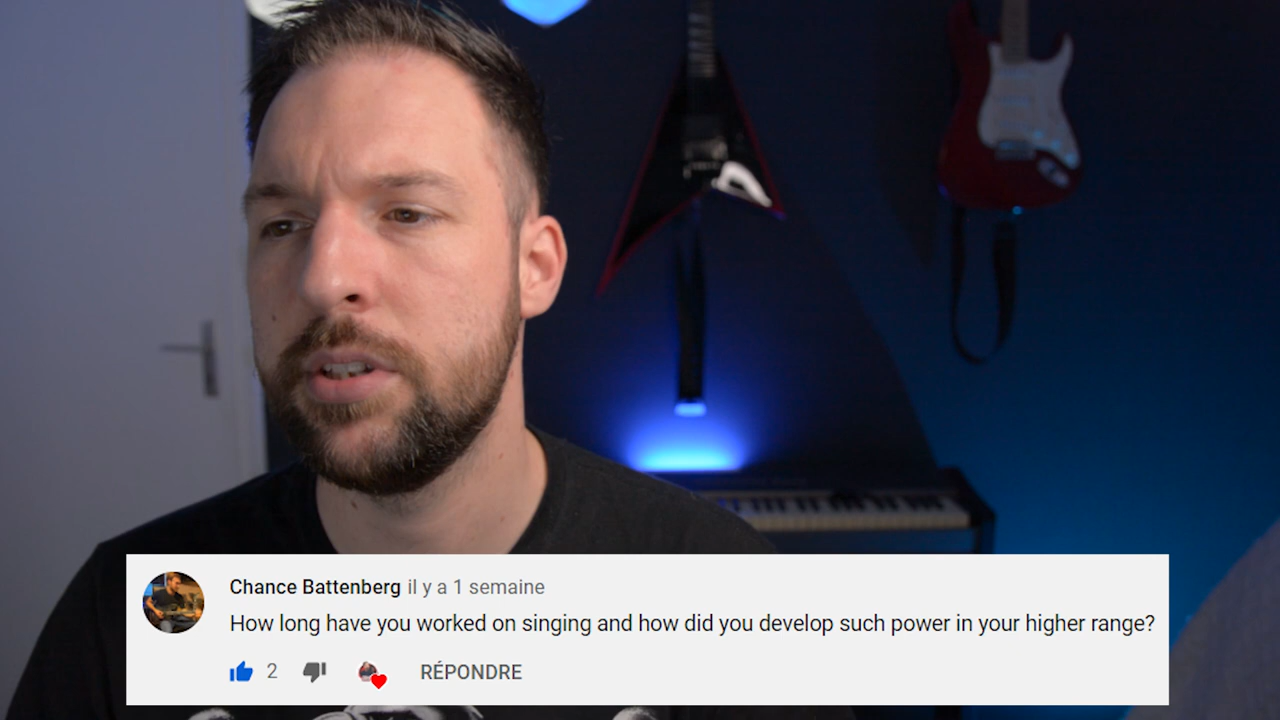 Chance Battenberg il y a 1 semaine
How long have you worked on singing and how did you develop such power in your higher range?
2 RÉPONDRE